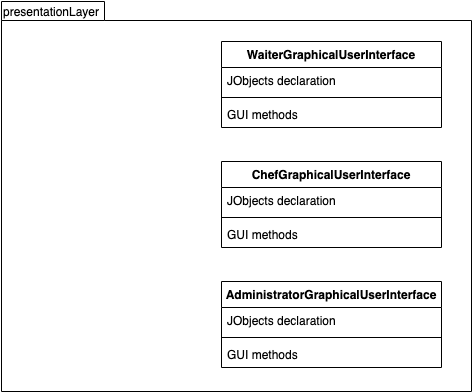 presentationLayer
WaiterGraphicalUserInterface
JObjects declaration
GUI methods
ChefGraphicalUserInterface
JObjects declaration
GUI methods
AdministratorGraphicalUserInterface
JObjects declaration
GUI methods